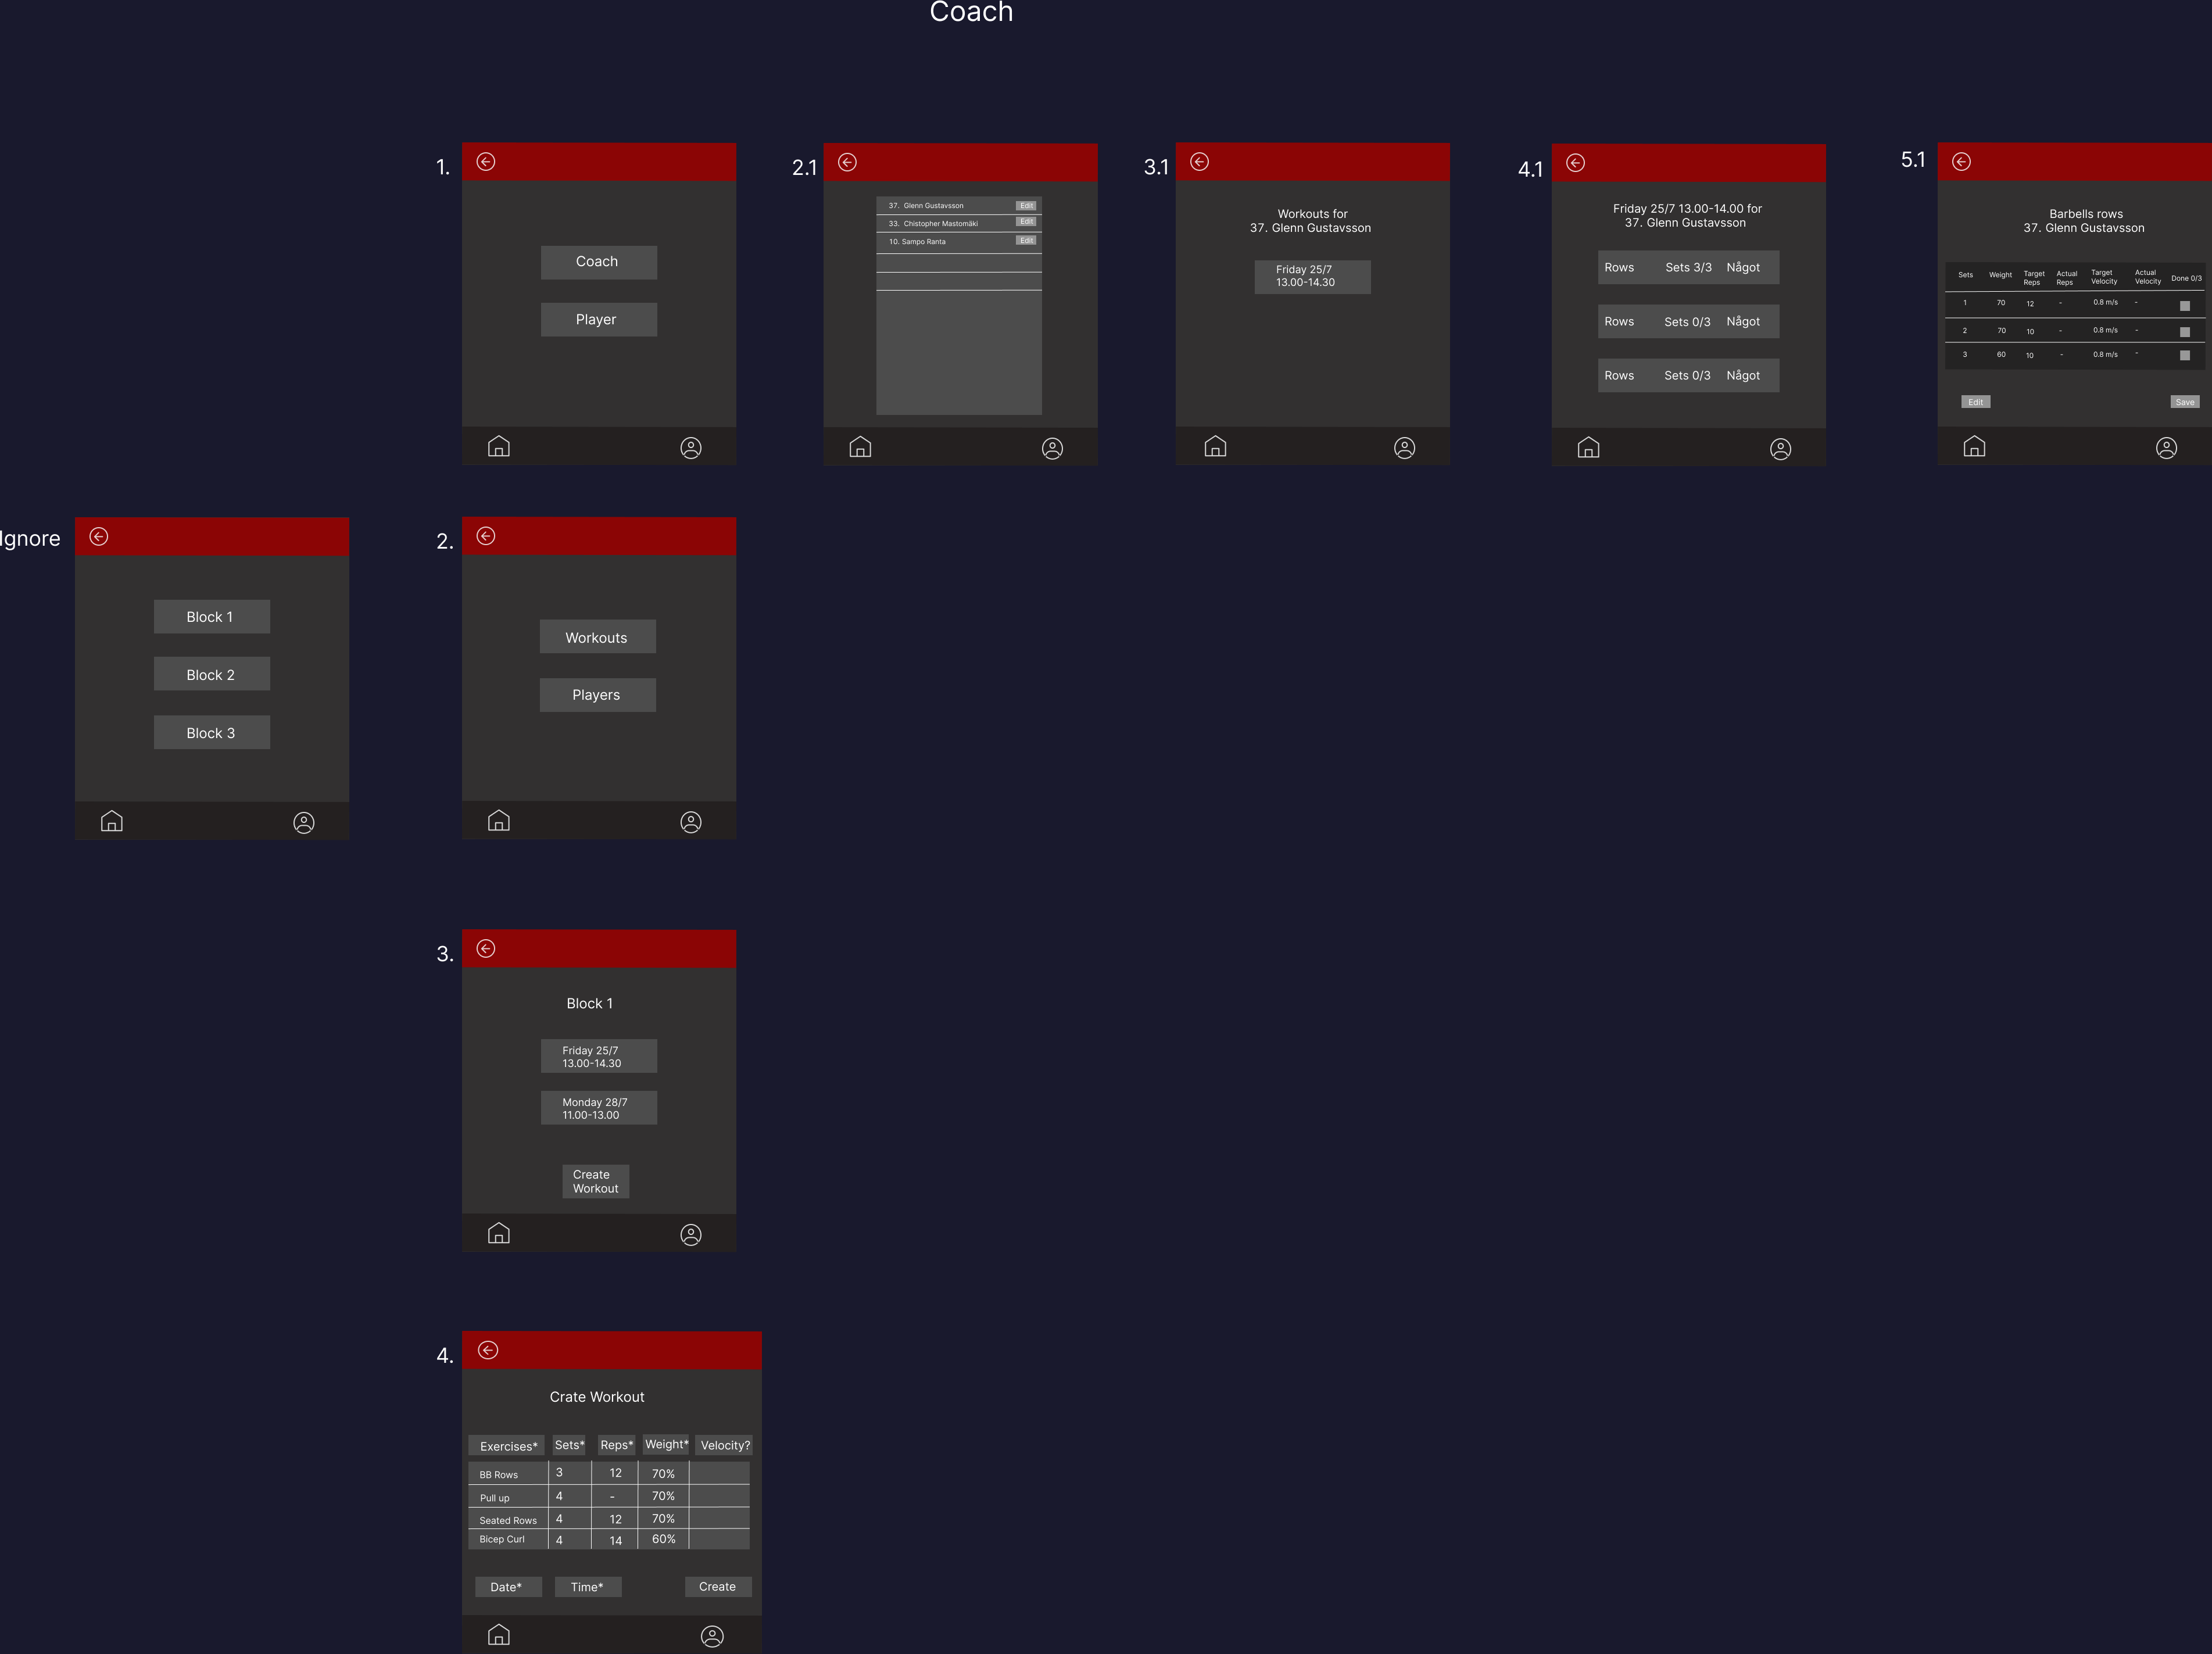 Coach
1.
Coach
Player
2.1
37. Glenn Gustavsson Edit
33. Chistopher Mastomäki Edit
10. Sampo Ranta Edit
3.1
Workouts for
37. Glenn Gustavsson
Friday 25/7
13.00-14.30
4.1
Friday 25/7 13.00-14.00 for
37. Glenn Gustavsson
Rows Sets 3/3 Något
Rows Sets 0/3 Något
Rows Sets 0/3 Något
5.1
Barbells rows
37. Glenn Gustavsson
Sets Weight Target Reps Actual Reps Target Velocity Actual Velocity Done 0/3
1 70 12 - 0.8 m/s -
2 70 10 - 0.8 m/s -
3 60 10 - 0.8 m/s -
Edit Save
Ignore
Block 1
Block 2
Block 3
2.
Workouts
Players
3.
Block 1
Friday 25/7
13.00-14.30
Monday 28/7
11.00-13.00
Create
Workout
4.
Crate Workout
Exercises* Sets* Reps* Weight* Velocity?
BB Rows 3 12 70%
Pull up 4 - 70%
Seated Rows 4 12 70%
Bicep Curl 4 14 60%
Date* Time* Create